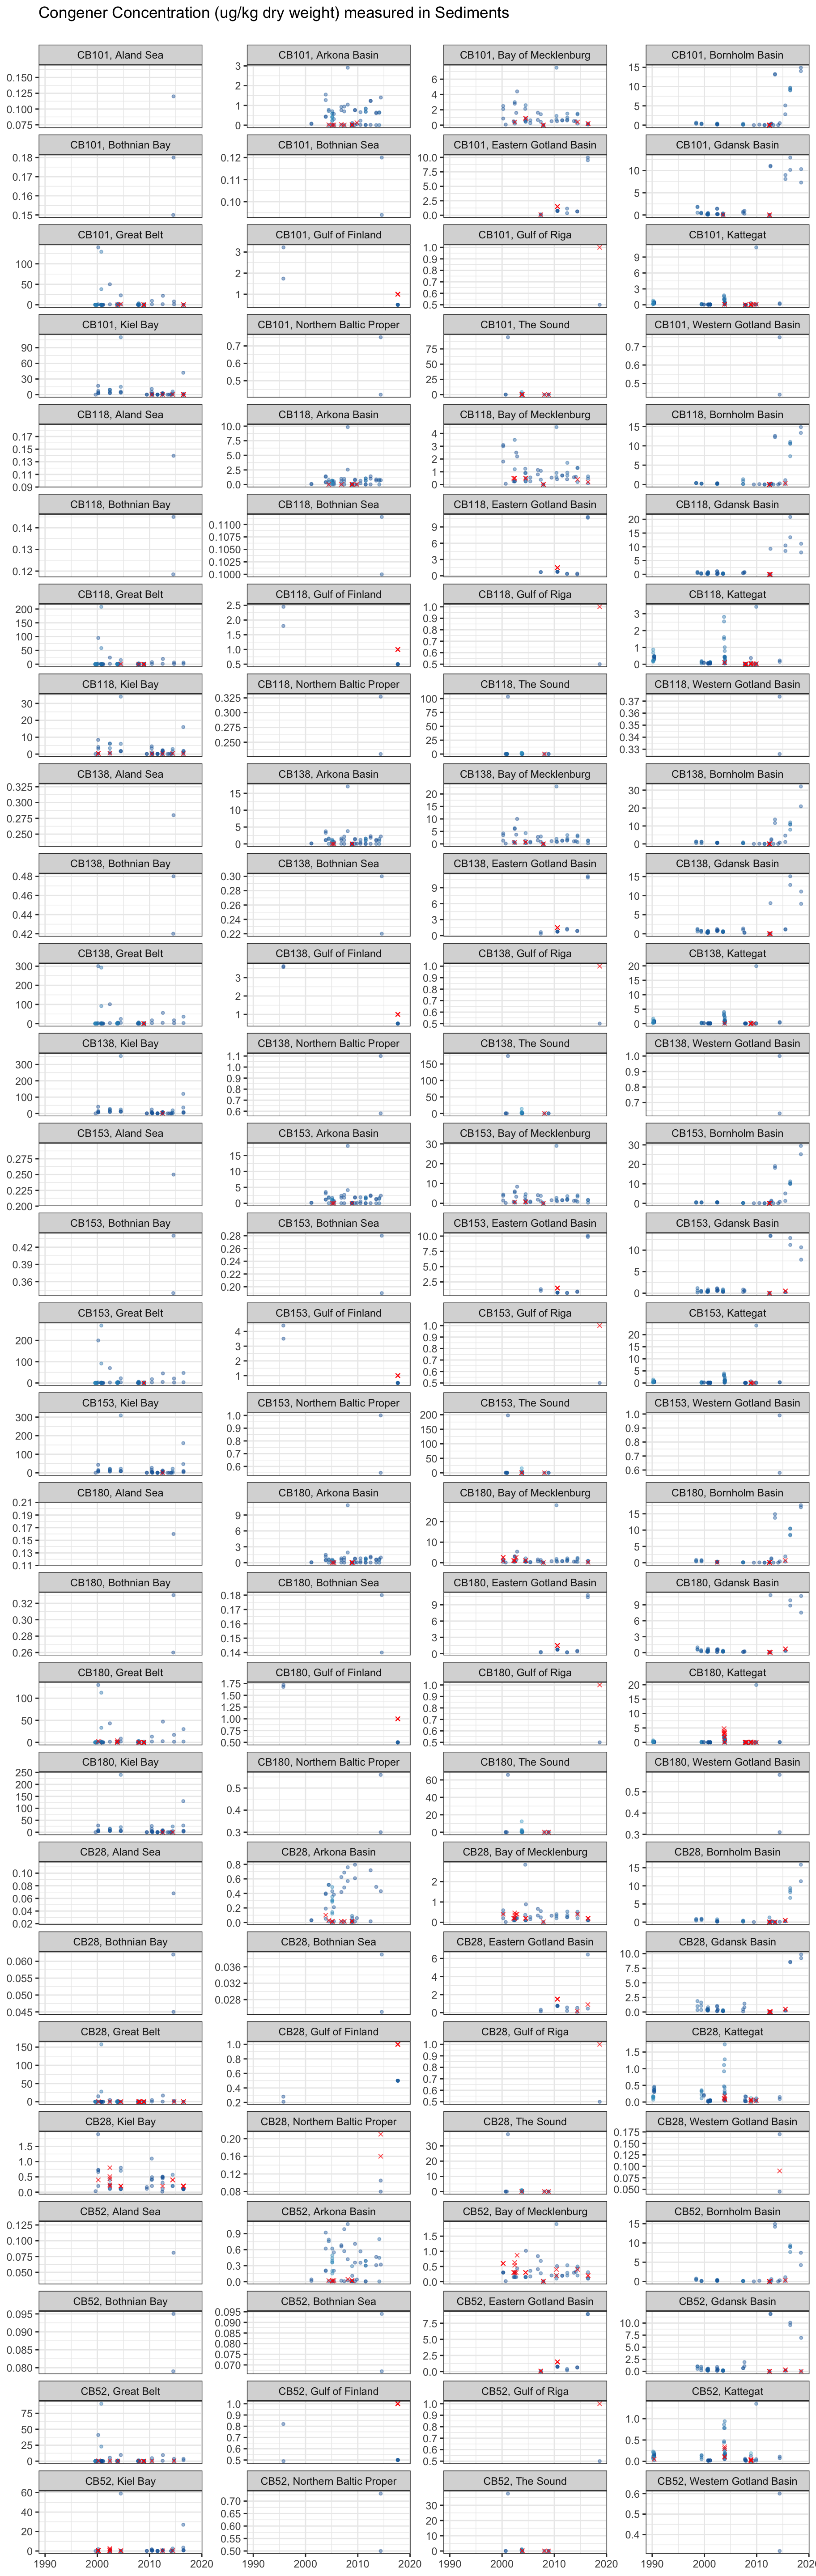 Congener Concentration (ug/kg dry weight) measured in Sediments
CB101, Aland Sea
0.150 0.125 0.100 0.075
CB101, Arkona Basin
3 2 1 0
CB101, Bay of Mecklenburg
6 4 2 0
CB101, Bornholm Basin
15 10 5 0
CB101, Bothnian Bay
0.18 0.17 0.16 0.15
CB101, Bothnian Sea
0.12 0.10
CB101, Eastern Gotland Basin
10.0 7.5 5.0 2.5 0.0
CB101, Gdansk Basin
10 5 0
CB101, Great Belt
100 50 0
CB101, Gulf of Finland
3 2 1
CB101, Gulf of Riga
1.0 0.9 0.8 0.7 0.6 0.5
CB101, Kattegat
9 6 3 0
CB101, Kiel Bay
90 60 30 0
CB101, Northern Baltic Proper
0.7 0.6 0.5
CB101, The Sound
75 50 25 0
CB101, Western Gotland Basin
0.7 0.6 0.5
CB118, Aland Sea
0.17 0.15 0.13 0.11 0.09
CB118, Arkona Basin
10.0 7.5 5.0 2.5 0.0
CB118, Bay of Mecklenburg
4 3 2 1 0
CB118, Bornholm Basin
15 10 5 0
CB118, Bothnian Bay
0.14 0.13 0.12
CB118, Bothnian Sea
0.1100 0.1075 0.1050 0.1025 0.1000
CB118, Eastern Gotland Basin
9 6 3 0
CB118, Gdansk Basin
20 15 10 5 0
CB118, Great Belt
200 150 100 50 0
CB118, Gulf of Finland
2.5 2.0 1.5 1.0 0.5
CB118, Gulf of Riga
1.0 0.9 0.8 0.7 0.6 0.5
CB118, Kattegat
3 2 1 0
CB118, Kiel Bay
30 20 10 0
CB118, Northern Baltic Proper
0.325 0.300 0.275 0.250
CB118, The Sound
100 75 50 25 0
CB118, Western Gotland Basin
0.37 0.36 0.35 0.34 0.33
CB138, Aland Sea
0.325 0.300 0.275 0.250
CB138, Arkona Basin
15 10 5 0
CB138, Bay of Mecklenburg
20 15 10 5 0
CB138, Bornholm Basin
30 20 10 0
CB138, Bothnian Bay
0.48 0.46 0.44 0.42
CB138, Bothnian Sea
0.30 0.28 0.26 0.24 0.22
CB138, Eastern Gotland Basin
9 6 3 0
CB138, Gdansk Basin
15 10 5 0
CB138, Great Belt
300 200 100 0
CB138, Gulf of Finland
3 2 1
CB138, Gulf of Riga
1.0 0.9 0.8 0.7 0.6 0.5
CB138, Kattegat
20 15 10 5 0
CB138, Kiel Bay
300 200 100 0
CB138, Northern Baltic Proper
1.1 1.0 0.9 0.8 0.7 0.6
CB138, The Sound
150 100 50 0
CB138, Western Gotland Basin
1.0 0.9 0.8 0.7
CB153, Aland Sea
0.275 0.250 0.225 0.200
CB153, Arkona Basin
15 10 5 0
CB153, Bay of Mecklenburg
30 20 10 0
CB153, Bornholm Basin
30 20 10 0
CB153, Bothnian Bay
0.42 0.39 0.36
CB153, Bothnian Sea
0.28 0.26 0.24 0.22 0.20
CB153, Eastern Gotland Basin
10.0 7.5 5.0 2.5
CB153, Gdansk Basin
10 5 0
CB153, Great Belt
200 100 0
CB153, Gulf of Finland
4 3 2 1
CB153, Gulf of Riga
1.0 0.9 0.8 0.7 0.6 0.5
CB153, Kattegat
20 15 10 5 0
CB153, Kiel Bay
300 200 100 0
CB153, Northern Baltic Proper
1.0 0.9 0.8 0.7 0.6
CB153, The Sound
200 150 100 50 0
CB153, Western Gotland Basin
1.0 0.9 0.8 0.7 0.6
CB180, Aland Sea
0.21 0.19 0.17 0.15 0.13 0.11
CB180, Arkona Basin
9 6 3 0
CB180, Bay of Mecklenburg
20 10 0
CB180, Bornholm Basin
15 10 5 0
CB180, Bothnian Bay
0.32 0.30 0.28 0.26
CB180, Bothnian Sea
0.18 0.17 0.16 0.15 0.14
CB180, Eastern Gotland Basin
9 6 3 0
CB180, Gdansk Basin
9 6 3 0
CB180, Great Belt
100 50 0
CB180, Gulf of Finland
1.75 1.50 1.25 1.00 0.75 0.50
CB180, Gulf of Riga
1.0 0.9 0.8 0.7 0.6 0.5
CB180, Kattegat
20 15 10 5 0
CB180, Kiel Bay
250 200 150 100 50 0
CB180, Northern Baltic Proper
0.5 0.4 0.3
CB180, The Sound
60 40 20 0
CB180, Western Gotland Basin
0.5 0.4 0.3
CB28, Aland Sea
0.10 0.08 0.06 0.04 0.02
CB28, Arkona Basin
0.8 0.6 0.4 0.2 0.0
CB28, Bay of Mecklenburg
2 1 0
CB28, Bornholm Basin
15 10 5 0
CB28, Bothnian Bay
0.060 0.055 0.050 0.045
CB28, Bothnian Sea
0.036 0.032 0.028
CB28, Eastern Gotland Basin
6 4 2 0
CB28, Gdansk Basin
10.0 7.5 5.0 2.5 0.0
CB28, Great Belt
150 100 50 0
CB28, Gulf of Finland
1.0 0.8 0.6 0.4 0.2
CB28, Gulf of Riga
1.0 0.9 0.8 0.7 0.6 0.5
CB28, Kattegat
1.5 1.0 0.5 0.0
CB28, Kiel Bay
1.5 1.0 0.5 0.0
CB28, Northern Baltic Proper
0.20 0.16 0.12 0.08
CB28, The Sound
30 20 10 0
CB28, Western Gotland Basin
0.175 0.150 0.125 0.100 0.075 0.050
CB52, Aland Sea
0.125 0.100 0.075 0.050
CB52, Arkona Basin
0.9 0.6 0.3 0.0
CB52, Bay of Mecklenburg
1.5 1.0 0.5 0.0
CB52, Bornholm Basin
15 10 5 0
CB52, Bothnian Bay
0.095 0.090 0.085 0.080
CB52, Bothnian Sea
0.095 0.090 0.085 0.080 0.075 0.070
CB52, Eastern Gotland Basin
7.5 5.0 2.5 0.0
CB52, Gdansk Basin
10.0 7.5 5.0 2.5 0.0
CB52, Great Belt
75 50 25 0
CB52, Gulf of Finland
1.0 0.9 0.8 0.7 0.6 0.5
CB52, Gulf of Riga
1.0 0.9 0.8 0.7 0.6 0.5
CB52, Kattegat
1.0 0.5 0.0
CB52, Kiel Bay
60 40 20 0
CB52, Northern Baltic Proper
0.70 0.65 0.60 0.55 0.50
CB52, The Sound
30 20 10 0
CB52, Western Gotland Basin
0.6 0.5 0.4
1990 2000 2010 2020
1990 2000 2010 2020
1990 2000 2010 2020
1990 2000 2010 2020